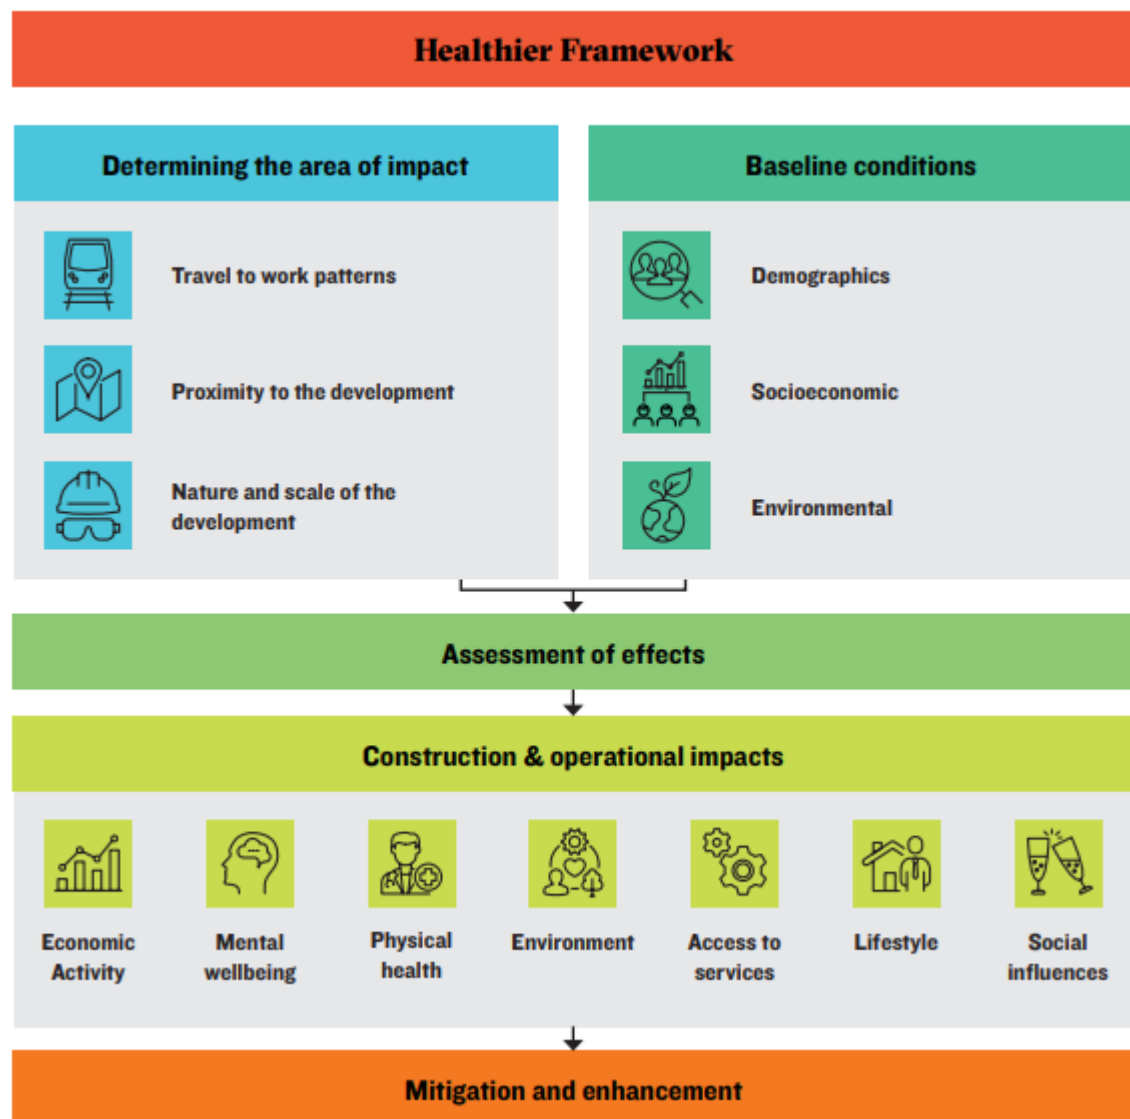 Healthier Framework
Determining the area of impact
Travel to work patterns
Proximity to the development
Nature and scale of the
development
Baseline conditions
Demographics
Socioeconomic
Environmental
Assessment of effects
Construction & operational impacts
Economic
Activity
Mental
wellbeing
Physical
health
Environment
Access to
services
Lifestyle
Social
influences
Mitigation and enhancement